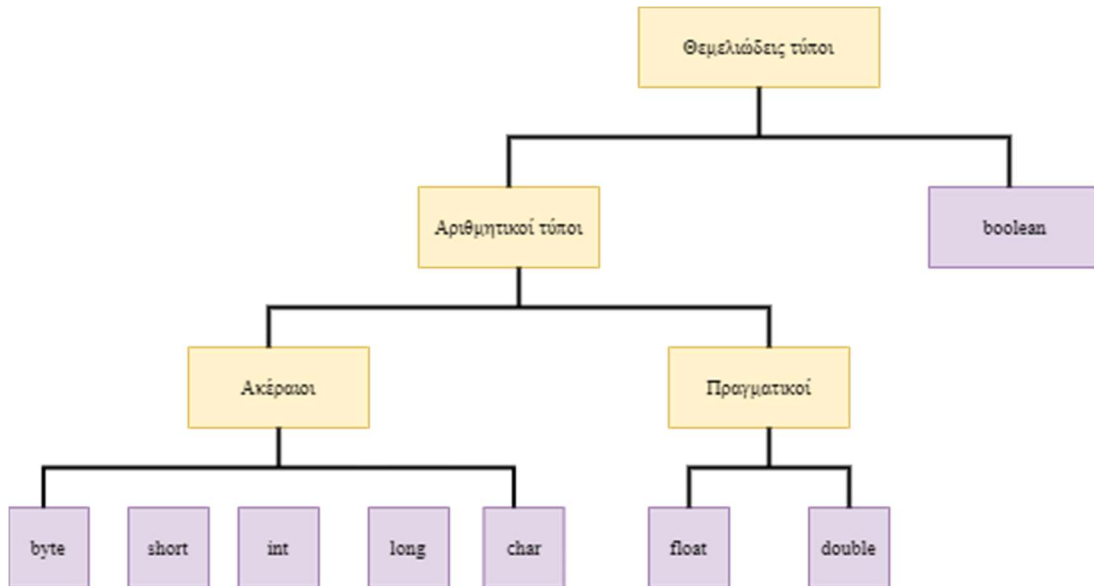 Θεμελιώδεις τύποι
Αριθμητικοί τύποι
boolean
Ακέραιοι
Πραγματικοί
byte
short
int
long
char
float
double